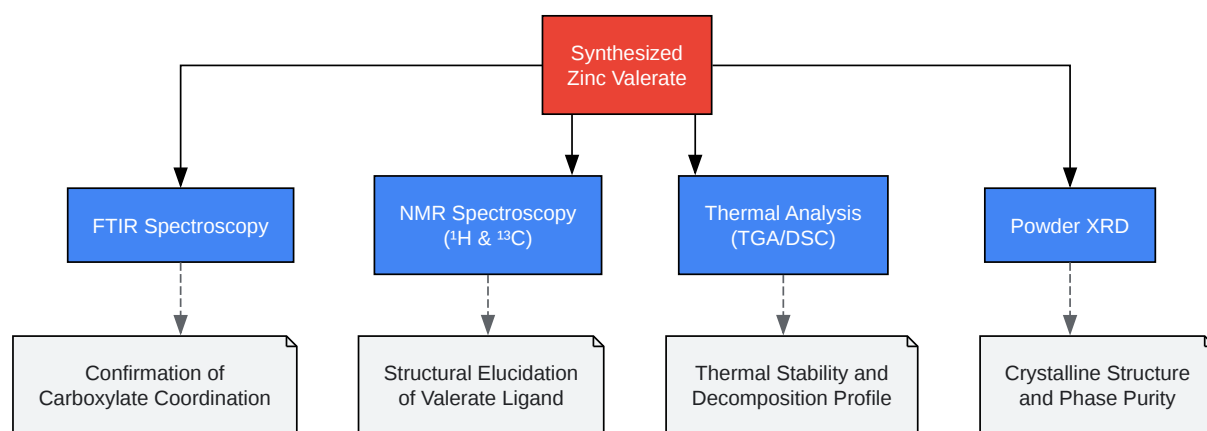 Synthesized
Zinc Valerate
FTIR Spectroscopy
NMR Spectroscopy
(¹H & ¹³C)
Thermal Analysis
(TGA/DSC)
Powder XRD
Confirmation of
Carboxylate Coordination
Structural Elucidation
of Valerate Ligand
Thermal Stability and
Decomposition Profile
Crystalline Structure
and Phase Purity